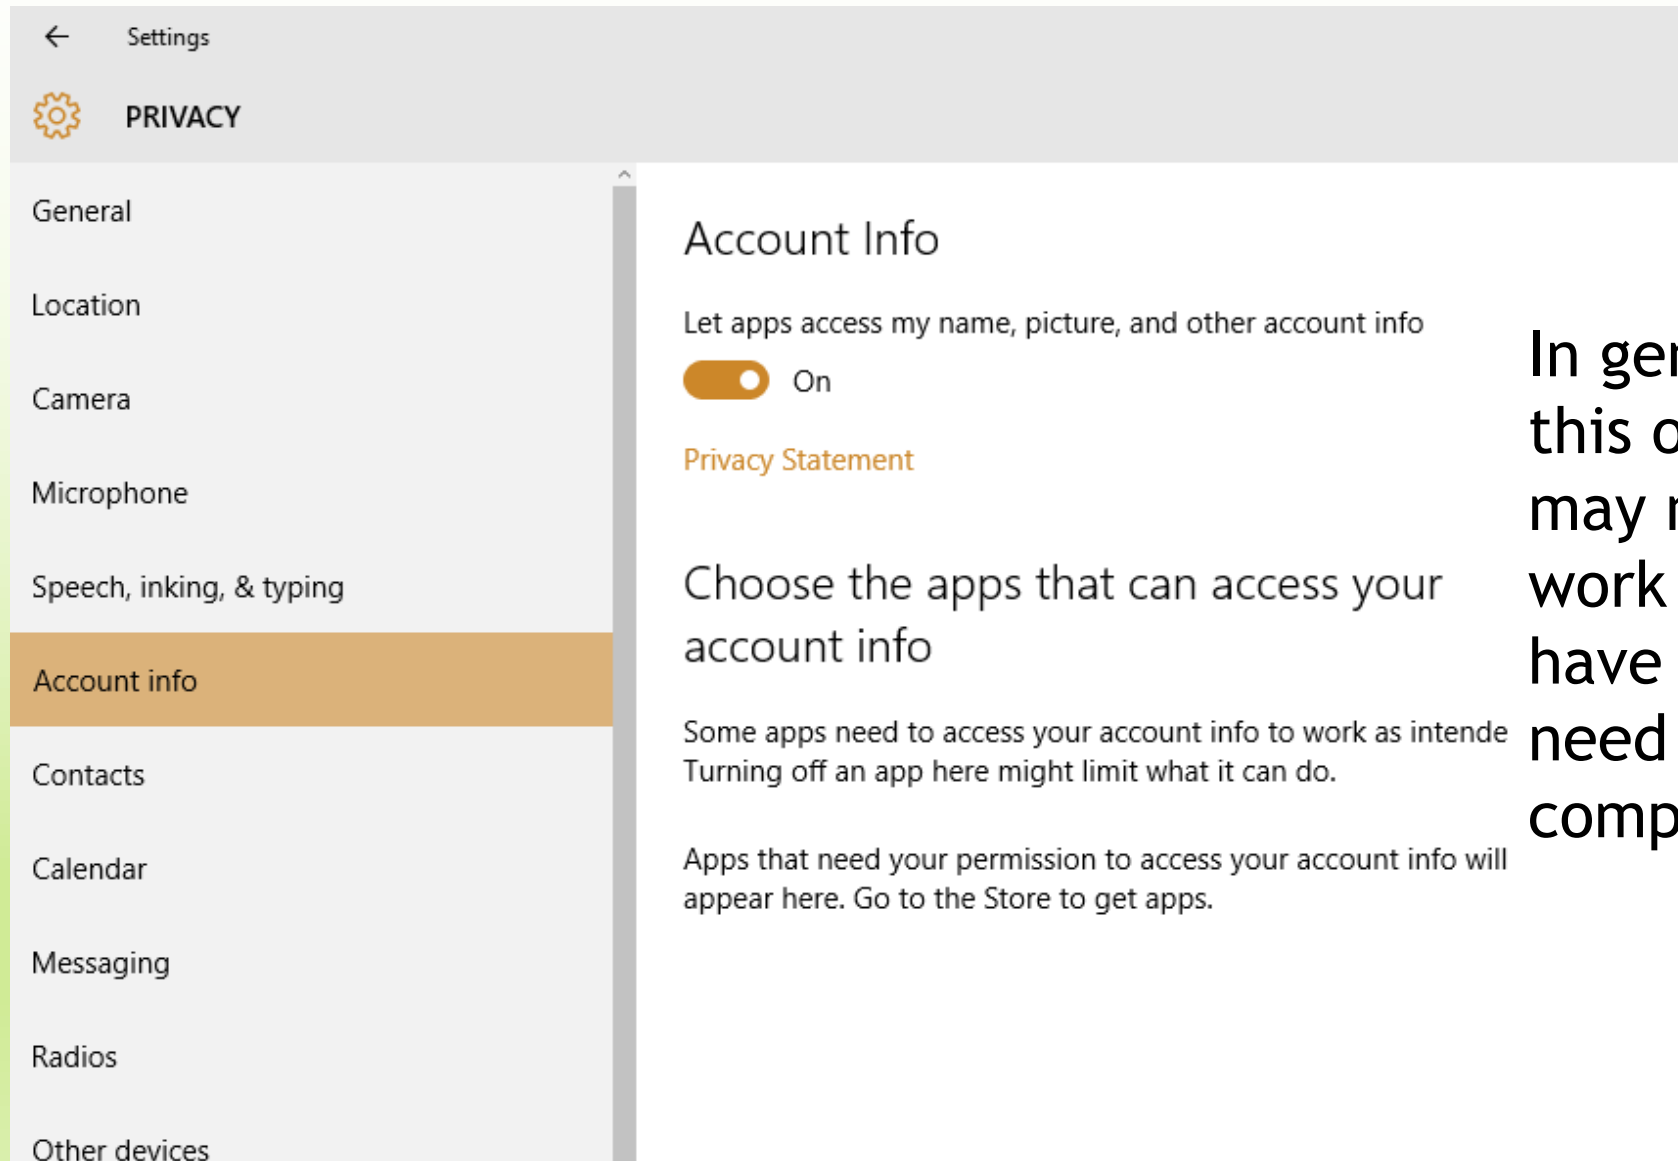 Settings
PRIVACY
General
Location
Camera
Microphone
Speech, inking, & typing
Account info
Contacts
Calendar
Messaging
Radios
Other devices
Account Info
Let apps access my name, picture, and other account info
On
Privacy Statement
Choose the apps that can access your
account info
Some apps need to access your account info to work as intende
Turning off an app here might limit what it can do.
Apps that need your permission to access your account info will
appear here. Go to the Store to get apps.
In
this
may
work
have
need